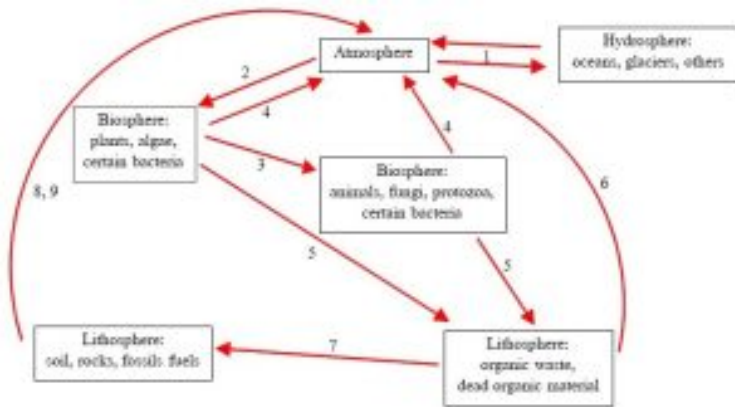 Atmosphere
Hydrosphere:
oceans, glaciers, others
1
2
4
Biosphere:
plants, algae,
certain bacteria
3
4
Biosphere:
animals, fungi, protozoa,
certain bacteria
8, 9
6
5
5
Lithosphere:
soil, rocks, fossils fuels
7
Lithosphere:
organic waste,
dead organic material